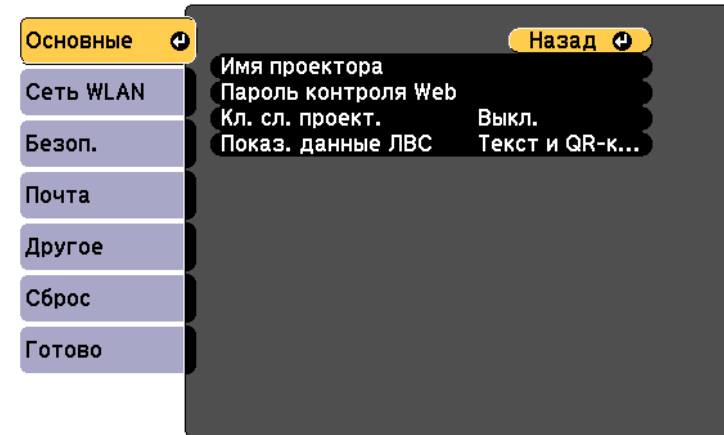 Основные
Назад
Имя проектора
Сеть WLAN
Пароль контроля Web
Кл. сл. проект. Выкл.
Безоп.
Показ. данные ЛВС Текст и QR-к...
Почта
Другое
Сброс
Готово